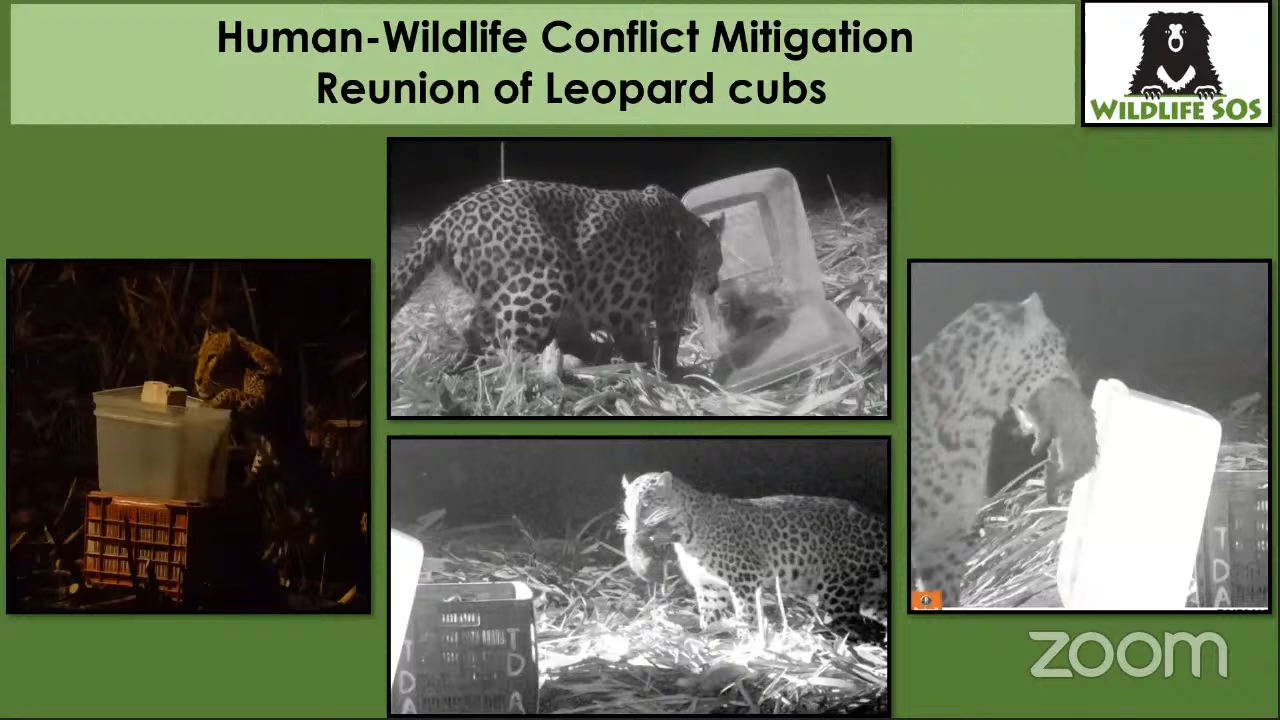 Human-Wildlife Conflict Mitigation
Reunion of Leopard cubs
WILDLIFE SOS
T
D
A
T
D
A
T
D
A
zoom